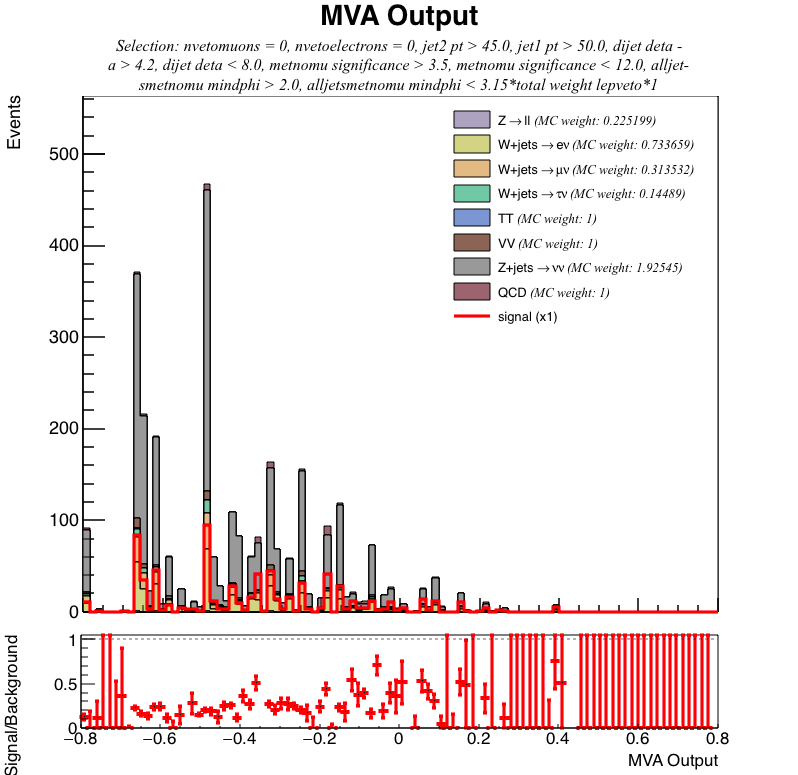 MVA Output
Selection: nvetomuons = 0, nvetoelectrons = 0, jet2 pt > 45.0, jet1 pt > 50.0, dijet deta -
a > 4.2, dijet deta < 8.0, metnomu significance > 3.5, metnomu significance < 12.0, alljet-
smetnomu mindphi > 2.0, alljetsmetnomu mindphi < 3.15*total weight lepveto*1
Events
500
400
300
200
100
0
Z→ll (MC weight: 0.225199)
W+jets→eν (MC weight: 0.733659)
W+jets→μν (MC weight: 0.313532)
W+jets→τν (MC weight: 0.14489)
TT (MC weight: 1)
VV (MC weight: 1)
Z+jets→νν (MC weight: 1.92545)
QCD (MC weight: 1)
signal (x1)
Signal/Background
1
0.5
0
−0.8 −0.6 −0.4 −0.2 0 0.2 0.4 0.6 0.8
MVA Output